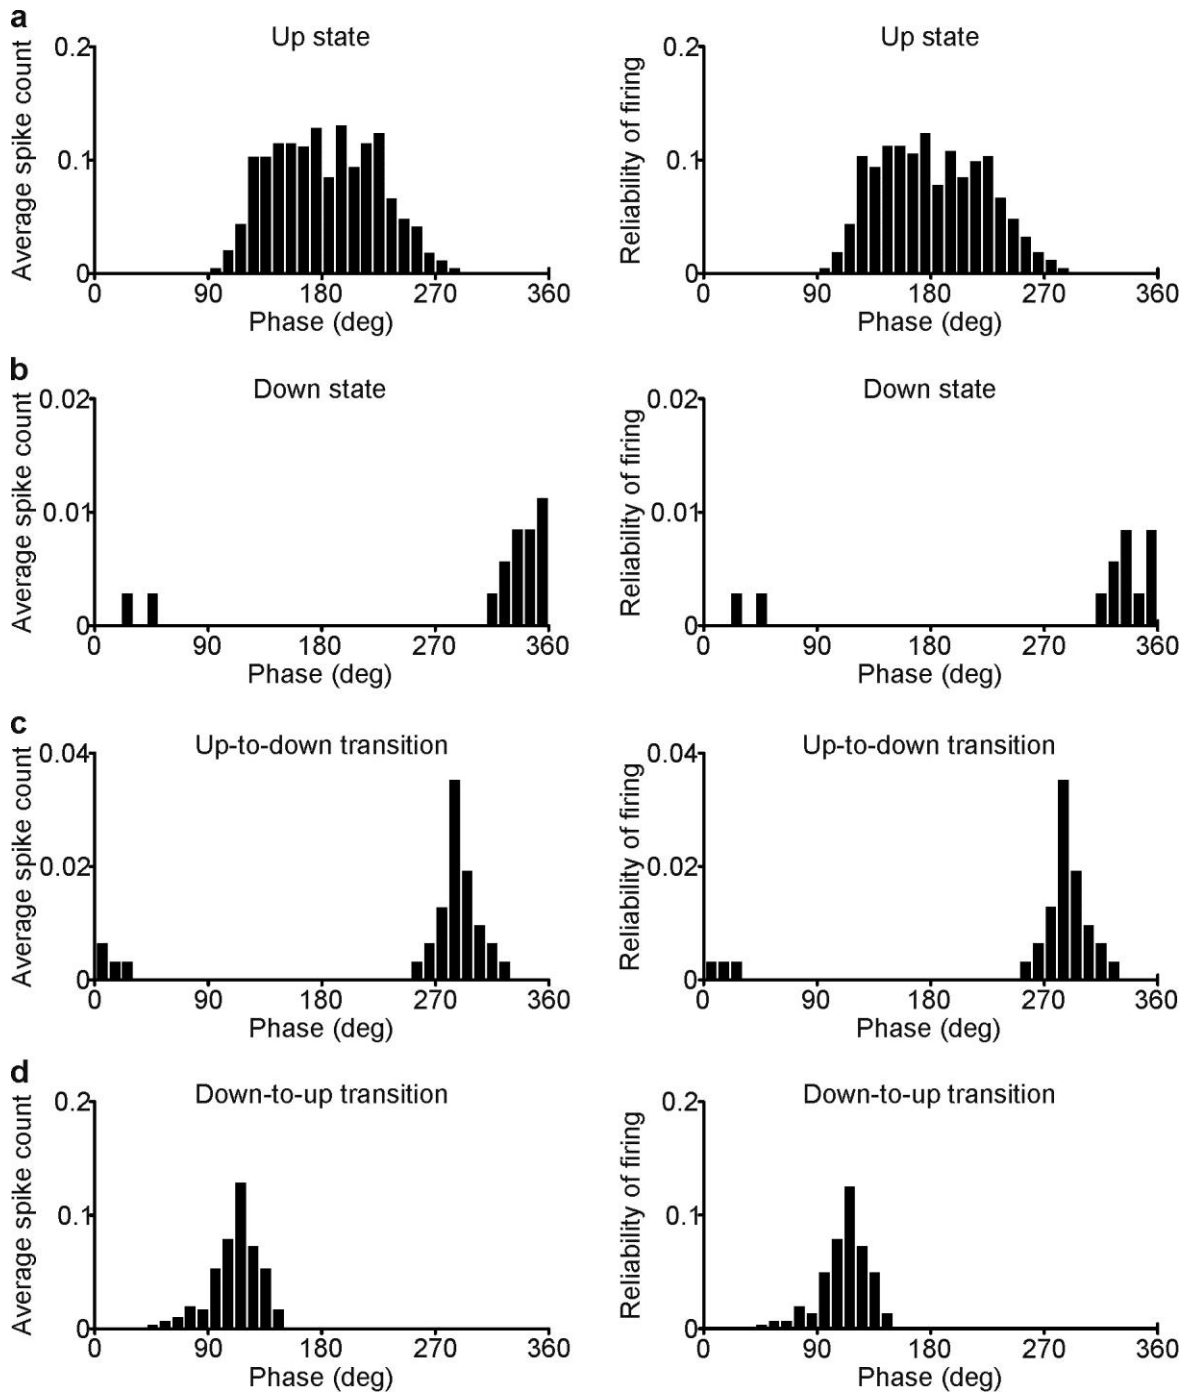 a
Up state
Up state
Average spike count
0.2
0.1
0
0 90 180 270 360
Phase (deg)
Reliability of firing
0.2
0.1
0
0 90 180 270 360
Phase (deg)
b
Down state
Down state
Average spike count
0.02
0.01
0
0 90 180 270 360
Phase (deg)
Reliability of firing
0.02
0.01
0
0 90 180 270 360
Phase (deg)
c
Up-to-down transition
Up-to-down transition
Average spike count
0.04
0.02
0
0 90 180 270 360
Phase (deg)
Reliability of firing
0.04
0.02
0
0 90 180 270 360
Phase (deg)
d
Down-to-up transition
Down-to-up transition
Average spike count
0.2
0.1
0
0 90 180 270 360
Phase (deg)
Reliability of firing
0.2
0.1
0
0 90 180 270 360
Phase (deg)